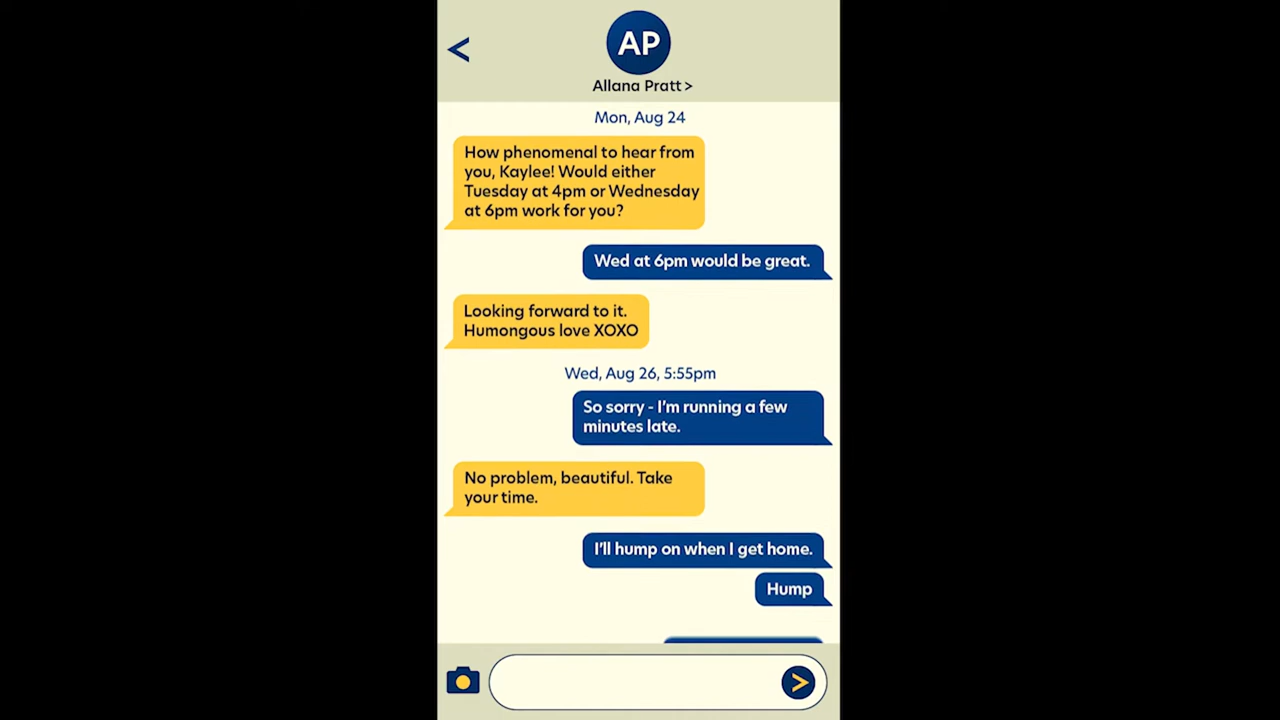 AP
Allana Pratt >
Mon, Aug 24
How phenomenal to hear from
you, Kaylee! Would either
Tuesday at 4pm or Wednesday
at 6pm work for you?
Wed at 6pm would be great.
Looking forward to it.
Humongous love XOXO
Wed, Aug 26, 5:55pm
So sorry - I'm running a few
minutes late.
No problem, beautiful. Take
your time.
I'll hump on when I get home.
Hump